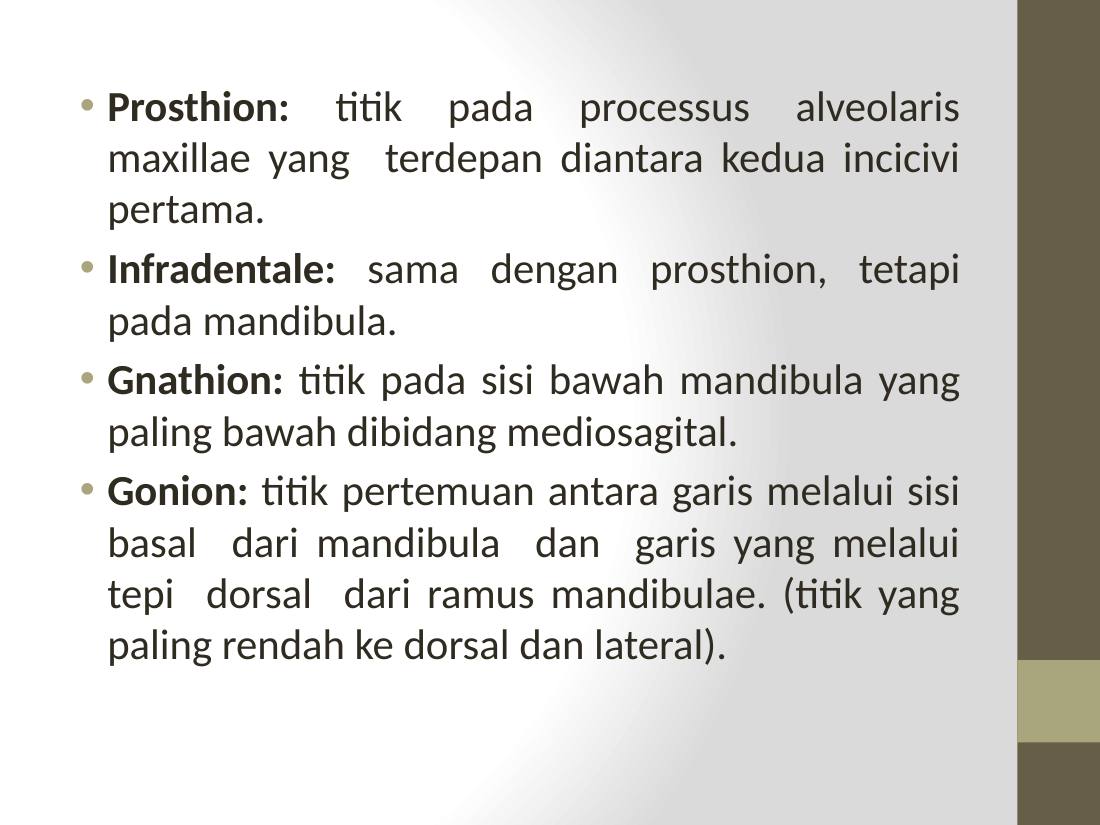 • Prosthion: titik pada processus alveolaris
maxillae yang terdepan diantara kedua incicivi
pertama.
• Infradentale: sama dengan prosthion, tetapi
pada mandibula.
• Gnathion: titik pada sisi bawah mandibula yang
paling bawah dibidang mediosagital.
• Gonion: titik pertemuan antara garis melalui sisi
basal dari mandibula dan garis yang melalui
tepi dorsal dari ramus mandibulae. (titik yang
paling rendah ke dorsal dan lateral).